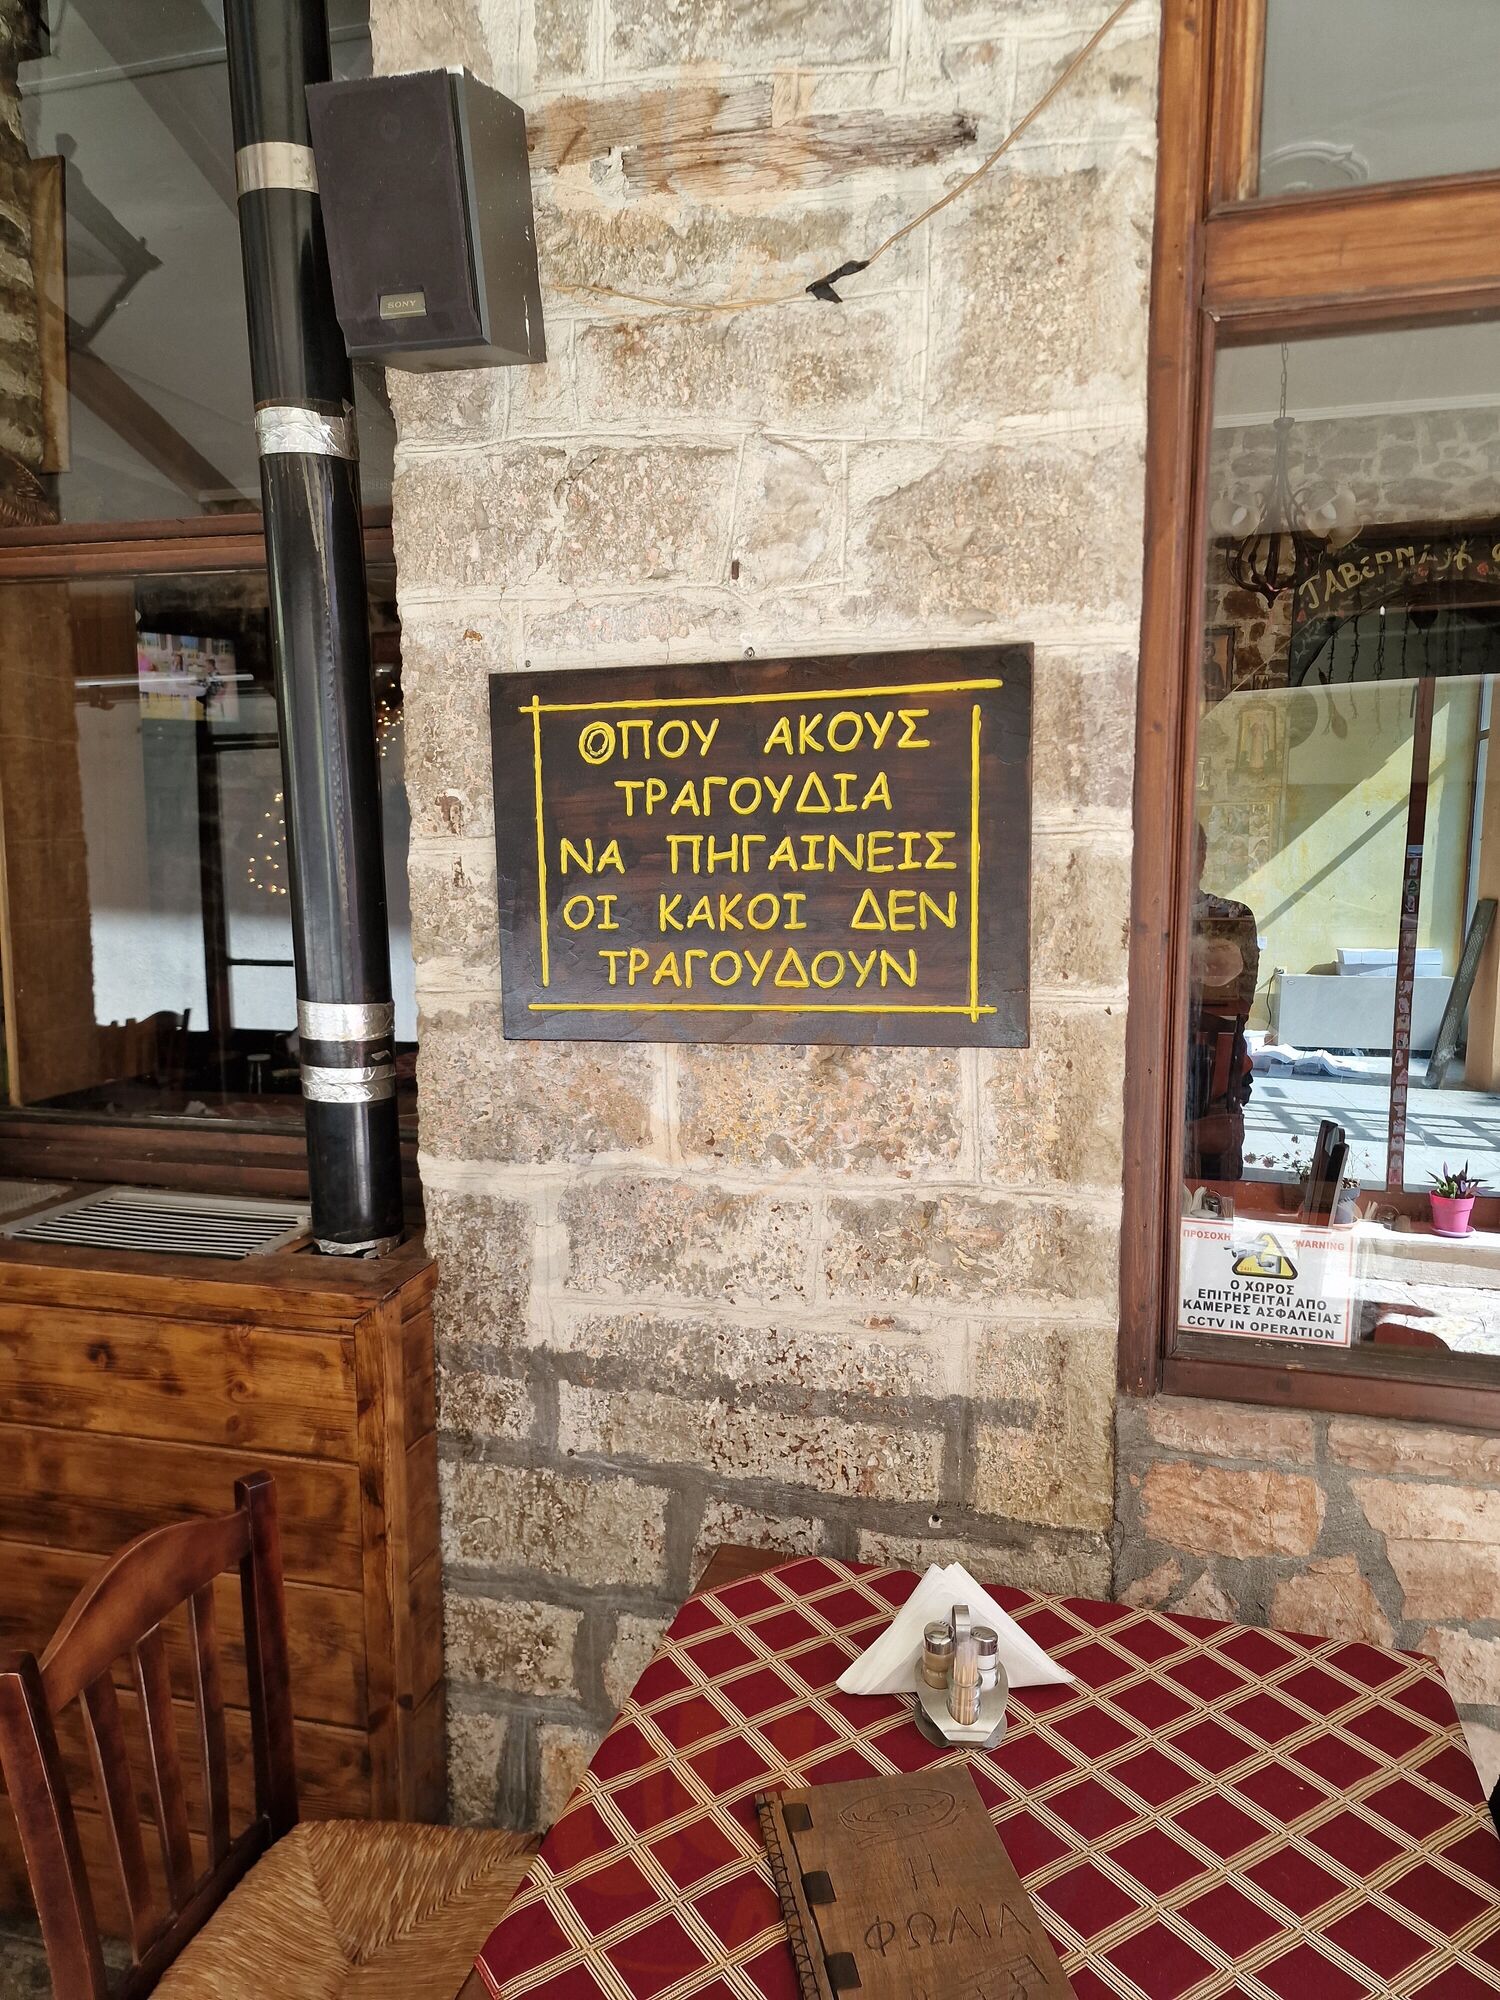 SONY
ΟΠΟΥ ΑΚΟΥΣ
ΤΡΑΓΟΥΔΙΑ
ΝΑ ΠΗΓΑΙΝΕΙΣ
ΟΙ ΚΑΚΟΙ ΔΕΝ
ΤΡΑΓΟΥΔΟΥΝ
ΤΑΒΕΡΝΑ
ΠΡΟΣΟΧΗ WARNING
Ο ΧΩΡΟΣ
ΕΠΙΤΗΡΕΙΤΑΙ ΑΠΟ
ΚΑΜΕΡΕΣ ΑΣΦΑΛΕΙΑΣ
CCTV IN OPERATION
Η
ΦΩΛΙΑ